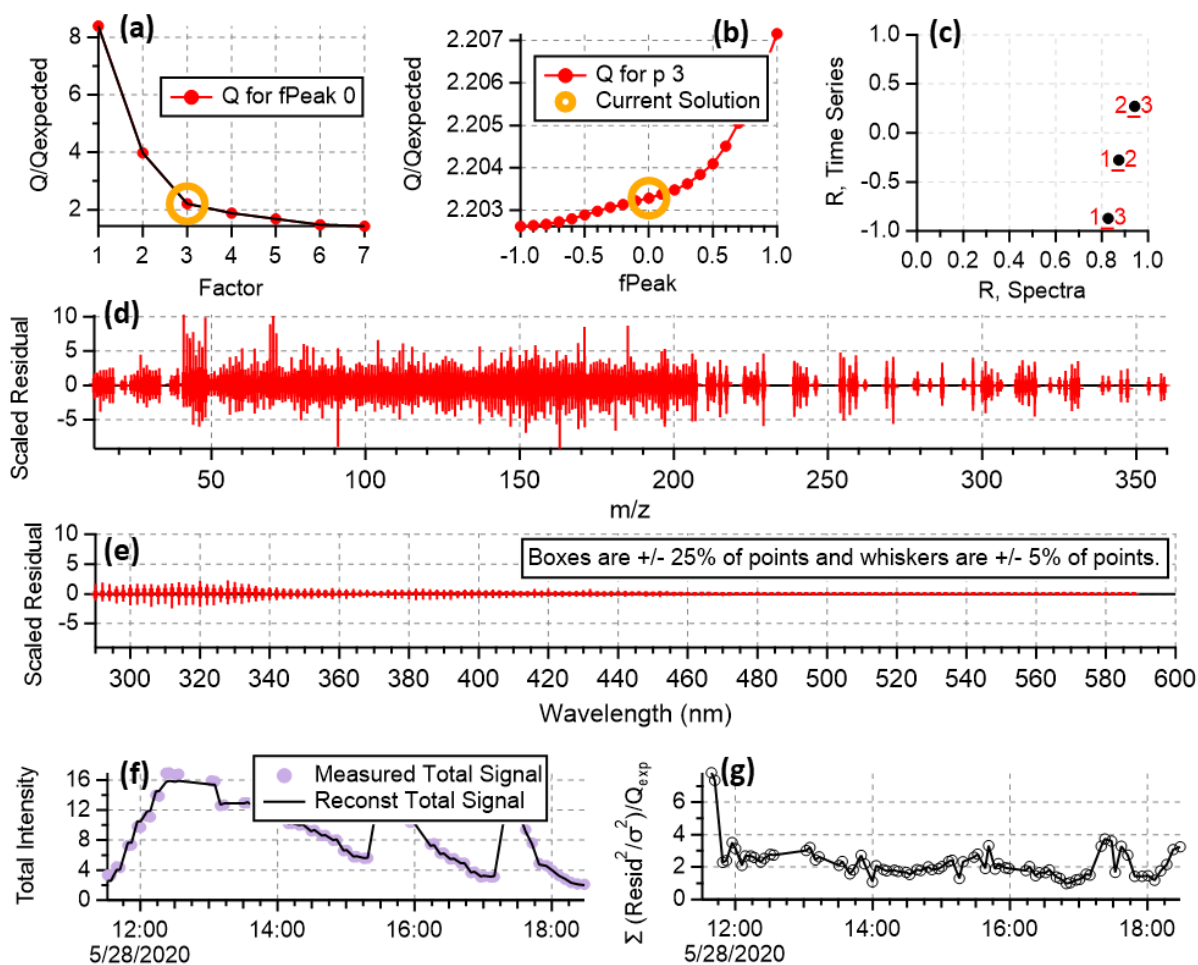 (a)
Q/Qexpected
8
6
4
2
Q for fPeak 0
1 2 3 4 5 6 7
Factor
(b)
Q/Qexpected
2.207
2.206
2.205
2.204
2.203
Q for p 3
Current Solution
-1.0 -0.5 0.0 0.5 1.0
fPeak
(c)
R, Time Series
1.0
0.5
0.0
-0.5
-1.0
2 3
1 2
1 3
0.0 0.2 0.4 0.6 0.8 1.0
R, Spectra
(d)
Scaled Residual
10
5
0
-5
50 100 150 200 250 300 350
m/z
(e)
Scaled Residual
10
5
0
-5
Boxes are +/- 25% of points and whiskers are +/- 5% of points.
300 320 340 360 380 400 420 440 460 480 500 520 540 560 580 600
Wavelength (nm)
(f)
Total Intensity
16
12
8
4
0
Measured Total Signal
Reconst Total Signal
12:00 14:00 16:00 18:00
5/28/2020
(g)
Σ (Resid²/σ²)/Q_exp
6
4
2
0
12:00 14:00 16:00 18:00
5/28/2020